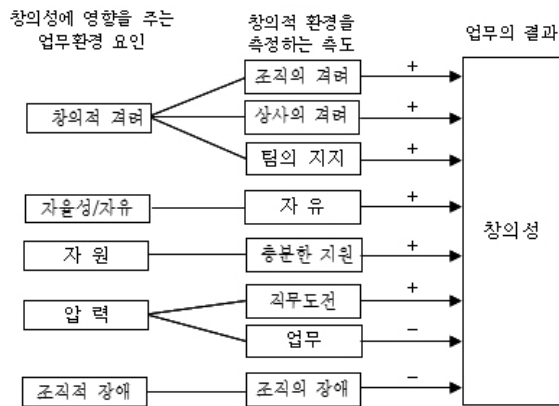 창의성에 영향을 주는
업무환경 요인
창의적 환경을
측정하는 측도
업무의 결과
창의적 격려
조직의 격려
+
상사의 격려
+
팀의 지지
+
자율성/자유
자 유
+
자 원
충분한 지원
+
압 력
직무도전
+
업무
−
조직적 장애
조직의 장애
−
창의성